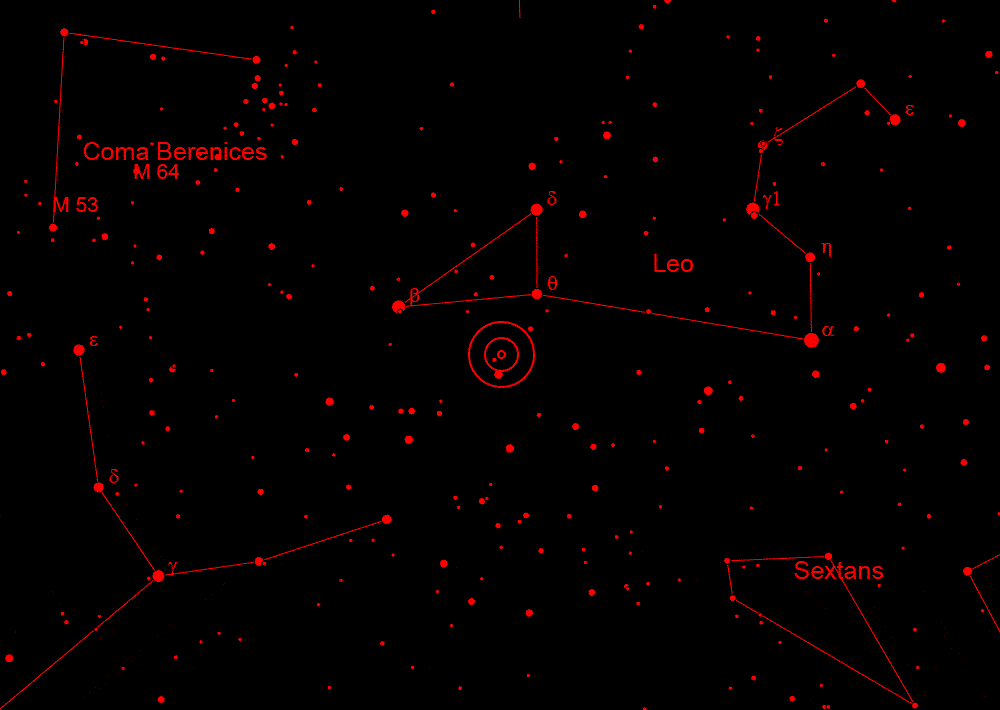 ε
ζ
Coma Berenices
M 64
δ
γ1
M 53
η
Leo
θ
β
α
ε
δ
γ
Sextans